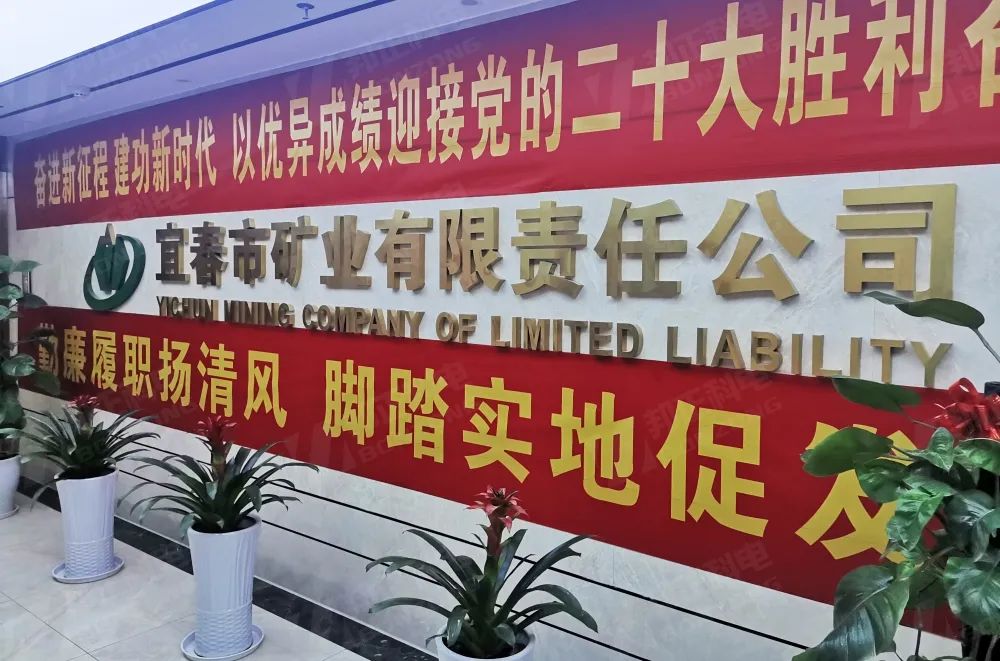 奋进新征程 建功新时代 以优异成绩迎接党的二十大胜利召
宜春市矿业有限责任公司
YICHUN MINING COMPANY OF LIMITED LIABILITY
勤廉履职扬清风 脚踏实地促发